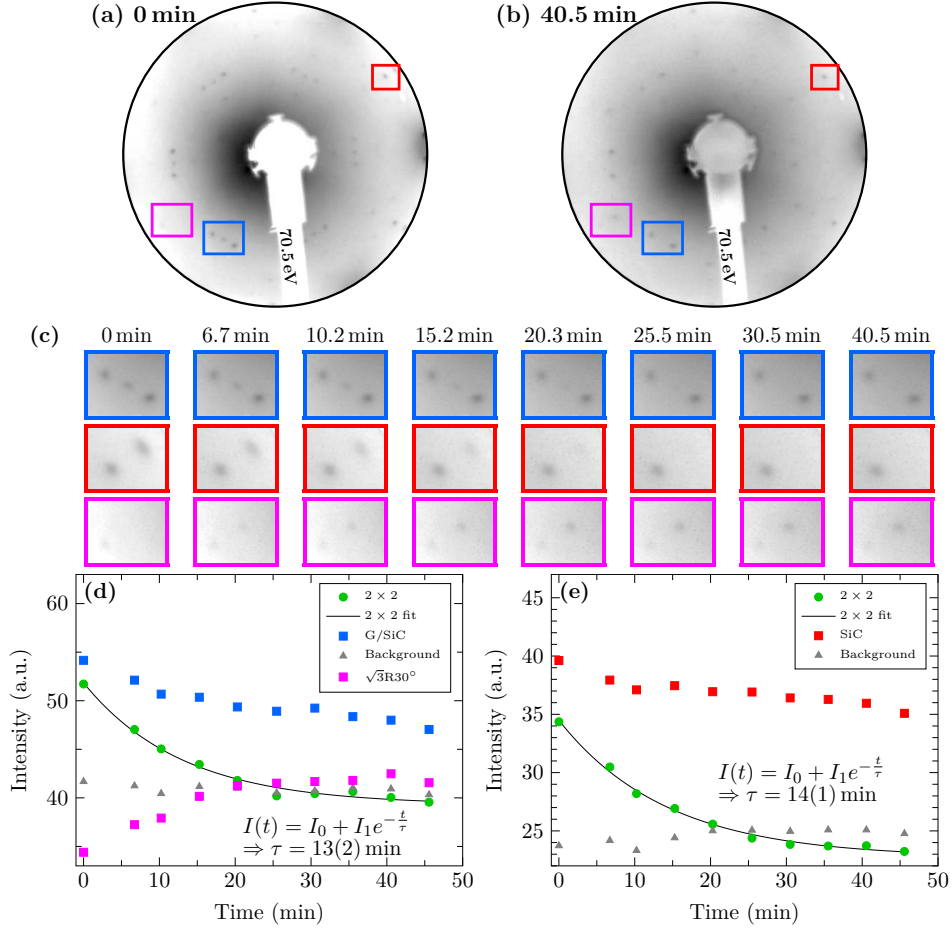 (a) 0 min
(b) 40.5 min
70.5 eV
70.5 eV
(c)
0 min 6.7 min 10.2 min 15.2 min 20.3 min 25.5 min 30.5 min 40.5 min
(d)
60
50
40
0 10 20 30 40 50
Time (min)
Intensity (a.u.)
2 × 2
2 × 2 fit
G/SiC
Background
√3R30°
I(t) = I₀ + I₁e^{-t/τ}
⇒ τ = 13(2) min
(e)
45
40
35
30
25
0 10 20 30 40 50
Time (min)
Intensity (a.u.)
2 × 2
2 × 2 fit
SiC
Background
I(t) = I₀ + I₁e^{-t/τ}
⇒ τ = 14(1) min